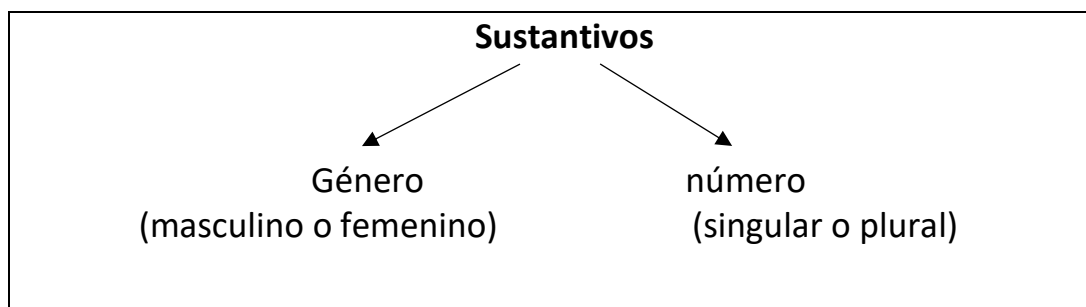 Sustantivos
Género número
(masculino o femenino) (singular o plural)